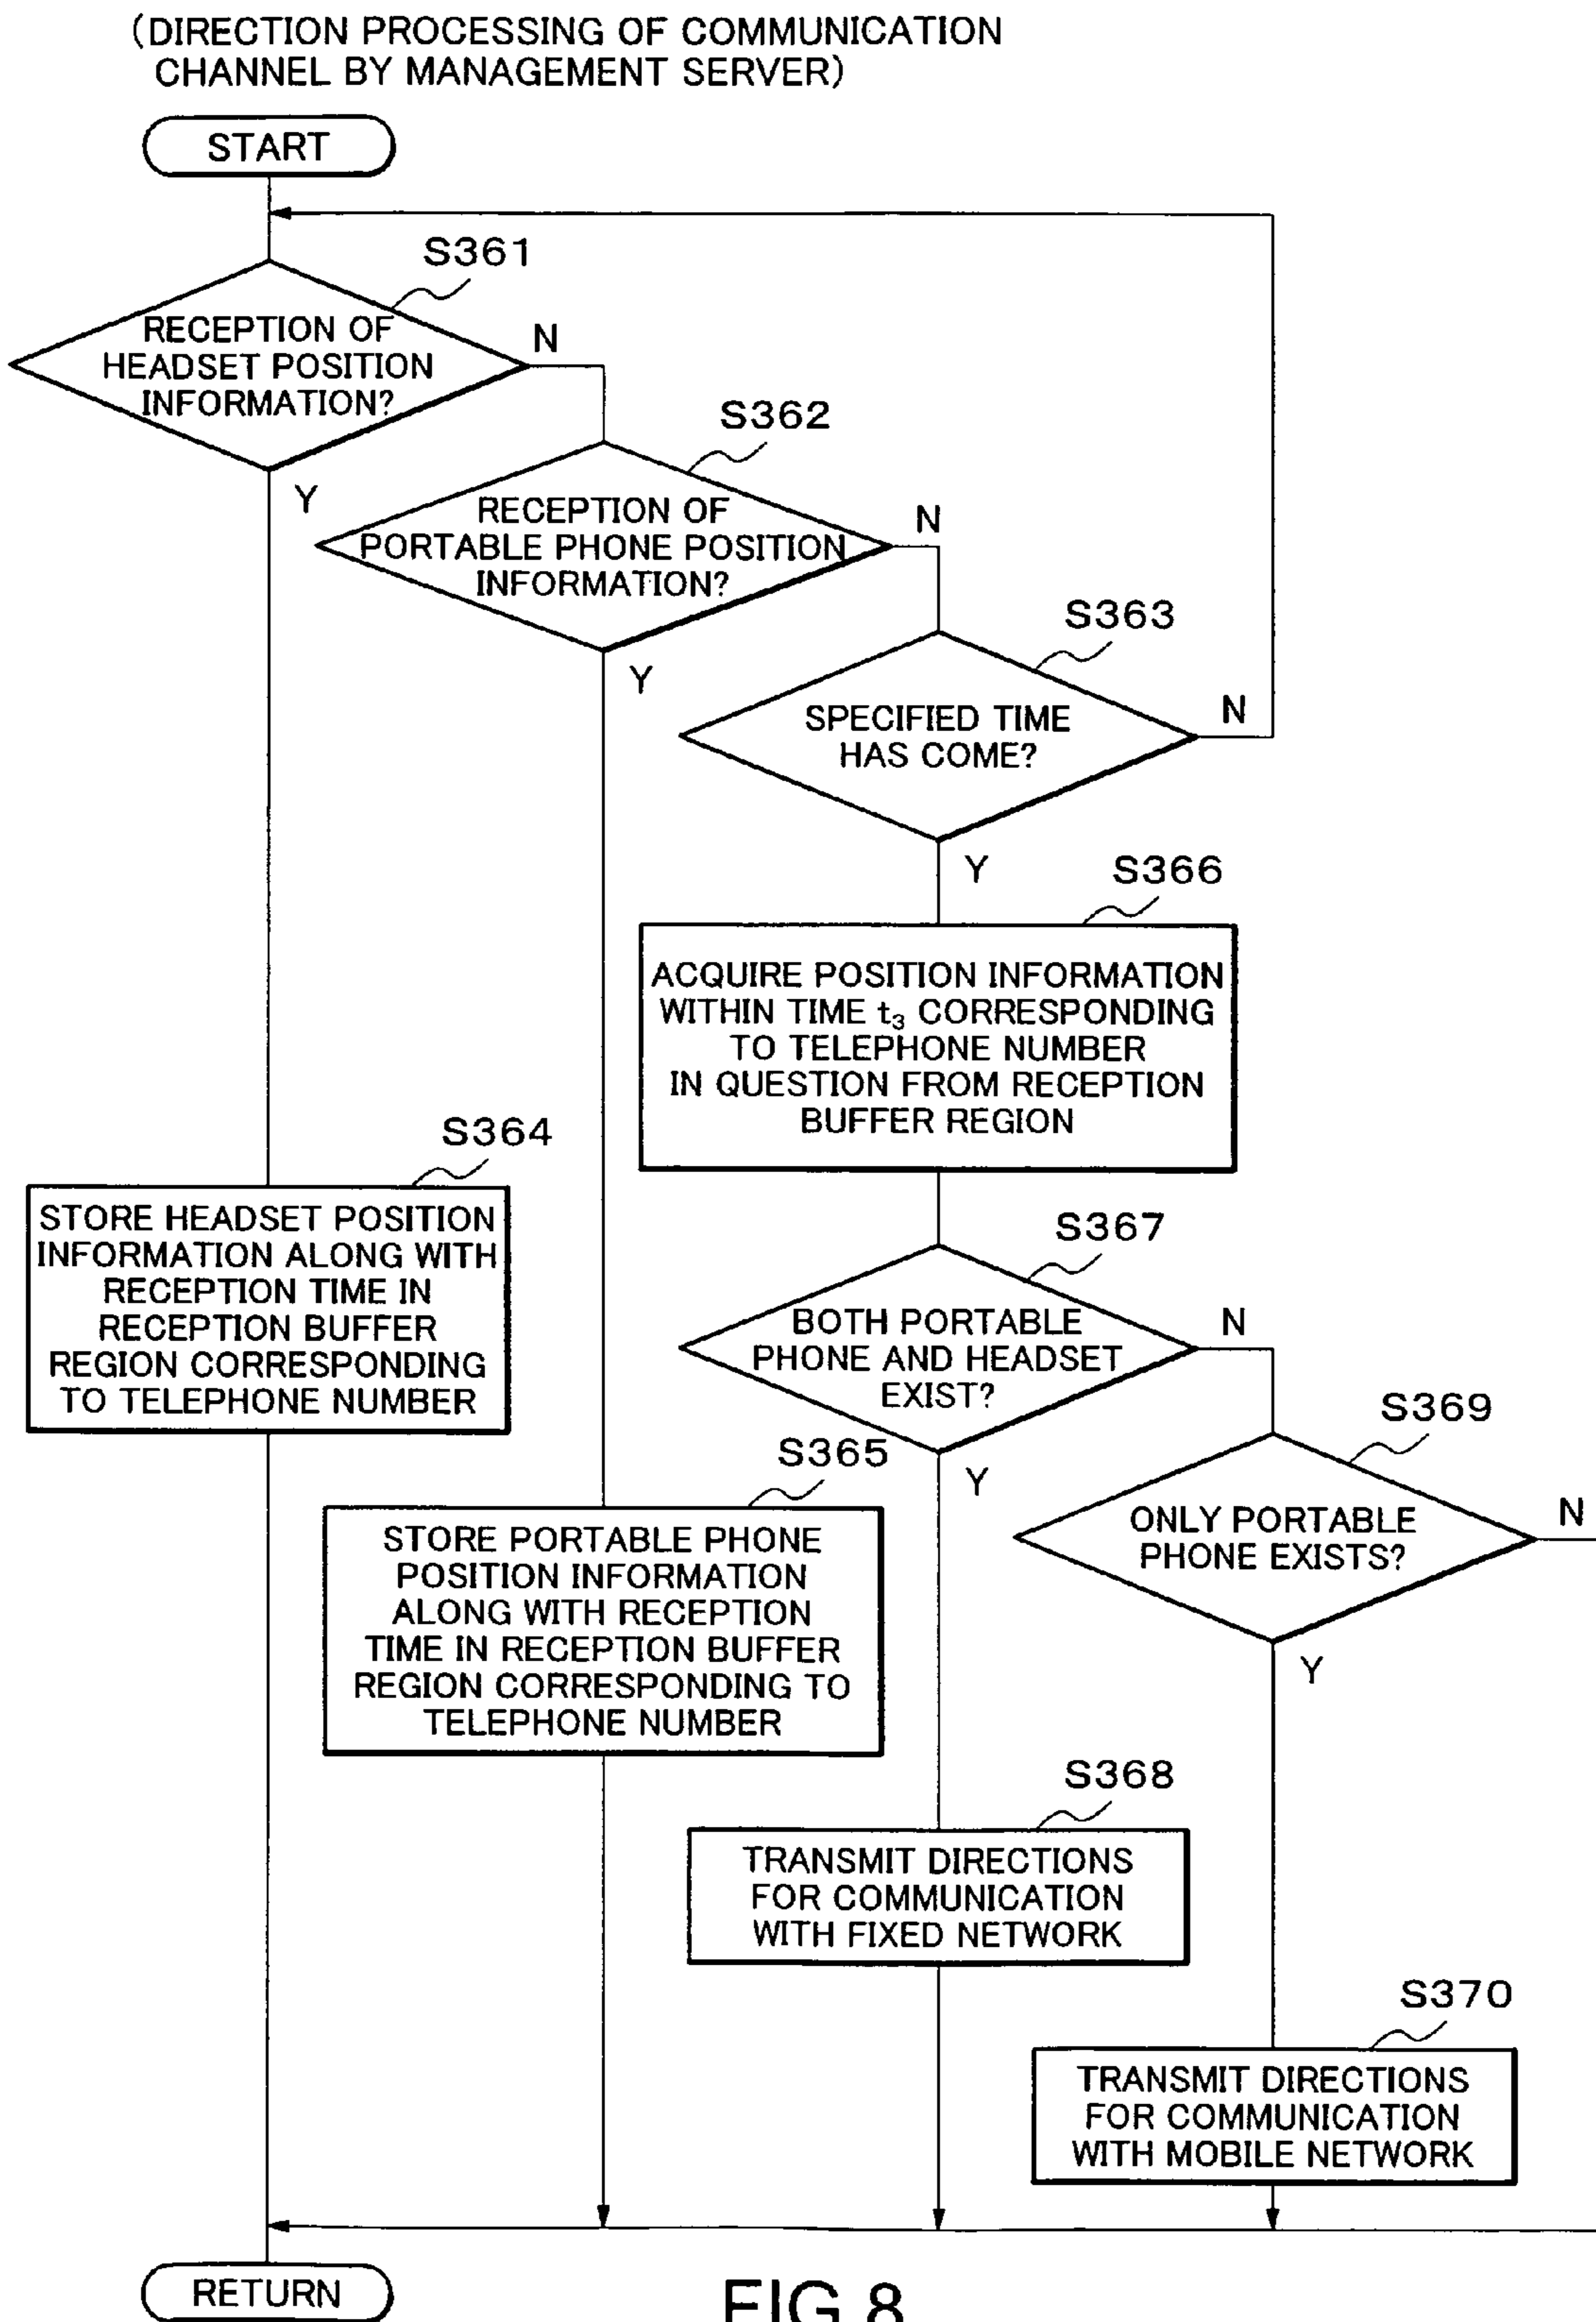 (DIRECTION PROCESSING OF COMMUNICATION
CHANNEL BY MANAGEMENT SERVER)
START
S361
RECEPTION OF
HEADSET POSITION
INFORMATION?
N
Y
S362
RECEPTION OF
PORTABLE PHONE POSITION
INFORMATION?
N
Y
S363
SPECIFIED TIME
HAS COME?
N
Y
S366
ACQUIRE POSITION INFORMATION
WITHIN TIME t₃ CORRESPONDING
TO TELEPHONE NUMBER
IN QUESTION FROM RECEPTION
BUFFER REGION
S364
STORE HEADSET POSITION
INFORMATION ALONG WITH
RECEPTION TIME IN
RECEPTION BUFFER
REGION CORRESPONDING
TO TELEPHONE NUMBER
S367
BOTH PORTABLE
PHONE AND HEADSET
EXIST?
N
Y
S369
ONLY PORTABLE
PHONE EXISTS?
N
Y
S365
STORE PORTABLE PHONE
POSITION INFORMATION
ALONG WITH RECEPTION
TIME IN RECEPTION BUFFER
REGION CORRESPONDING TO
TELEPHONE NUMBER
S368
TRANSMIT DIRECTIONS
FOR COMMUNICATION
WITH FIXED NETWORK
S370
TRANSMIT DIRECTIONS
FOR COMMUNICATION
WITH MOBILE NETWORK
RETURN
FIG.8